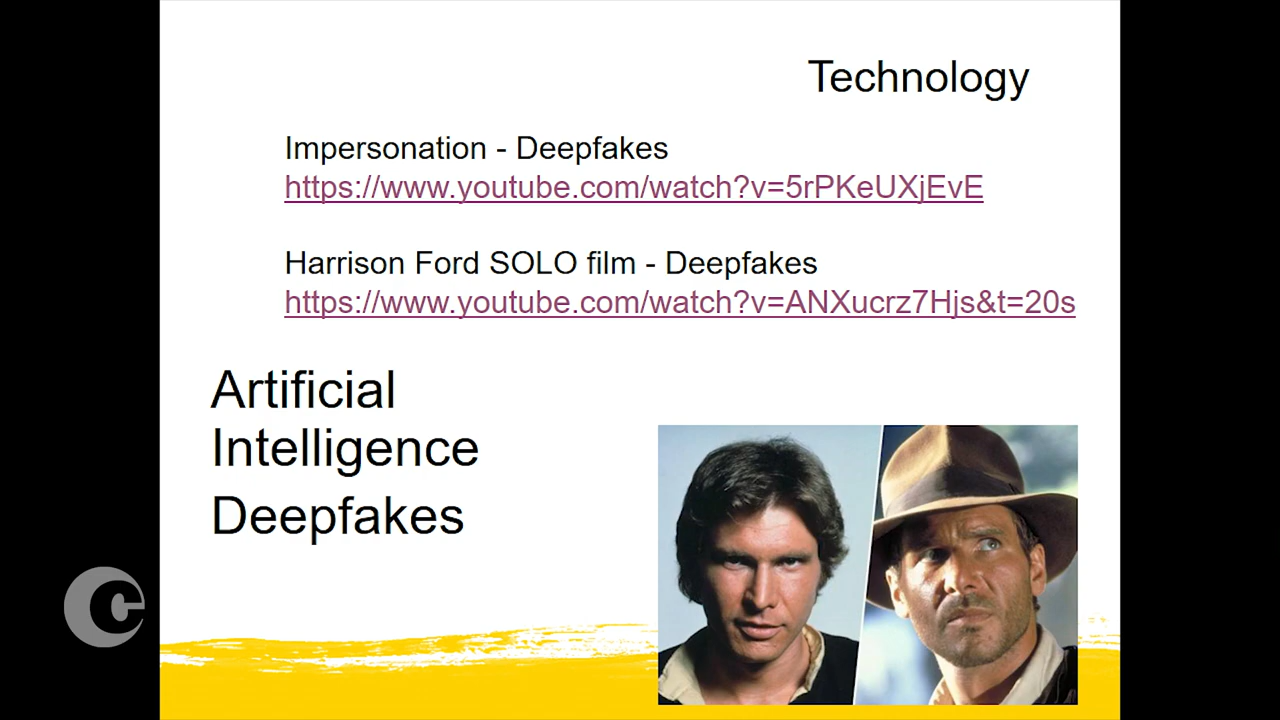 Technology
Impersonation - Deepfakes
https://www.youtube.com/watch?v=5rPKeUXjEvE
Harrison Ford SOLO film - Deepfakes
https://www.youtube.com/watch?v=ANXucrz7Hjs&t=20s
Artificial
Intelligence
Deepfakes